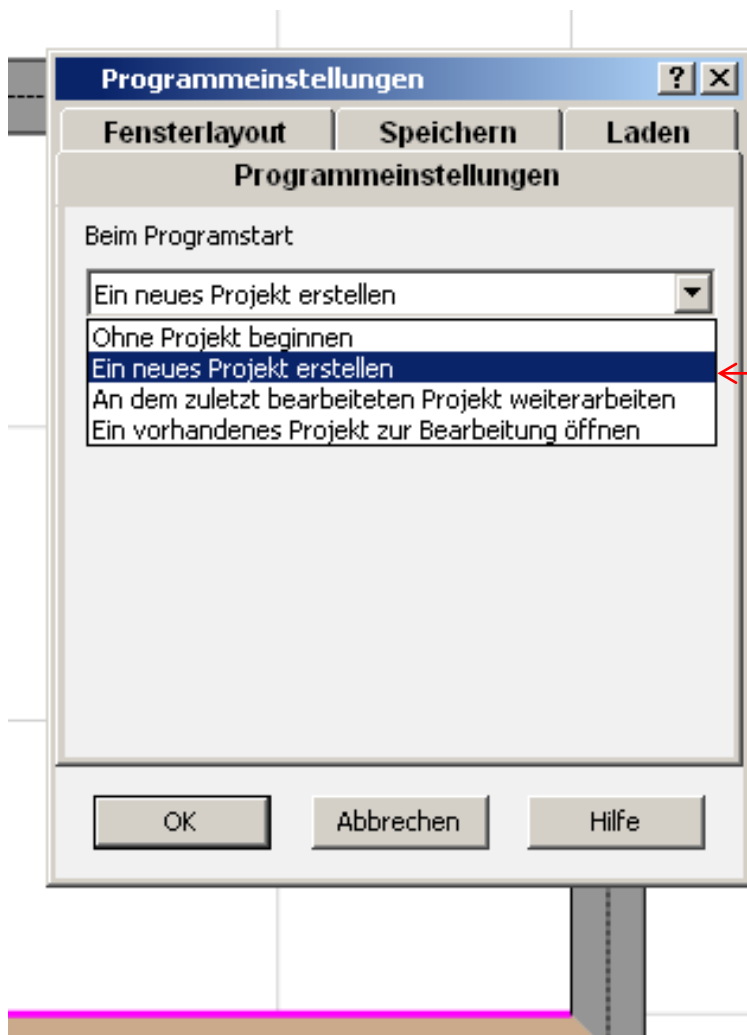 Programmeinstellungen
Fensterlayout Speichern Laden
Programmeinstellungen
Beim Programstart
Ein neues Projekt erstellen
Ohne Projekt beginnen
Ein neues Projekt erstellen
An dem zuletzt bearbeiteten Projekt weiterarbeiten
Ein vorhandenes Projekt zur Bearbeitung öffnen
OK Abbrechen Hilfe